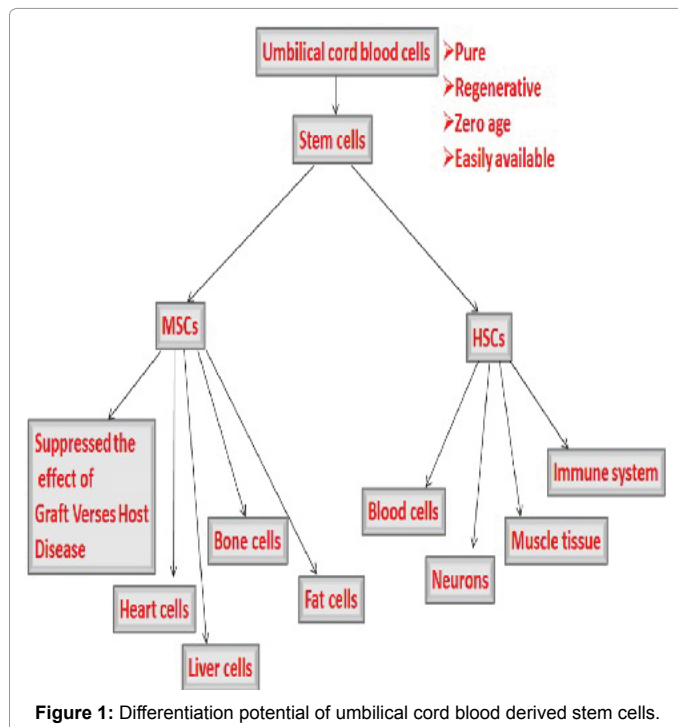 Umbilical cord blood cells
➢Pure
➢Regenerative
➢Zero age
➢Easily available
Stem cells
MSCs
HSCs
Suppressed the
effect of
Graft Verses Host
Disease
Heart cells
Liver cells
Bone cells
Fat cells
Blood cells
Neurons
Muscle tissue
Immune system
Figure 1: Differentiation potential of umbilical cord blood derived stem cells.